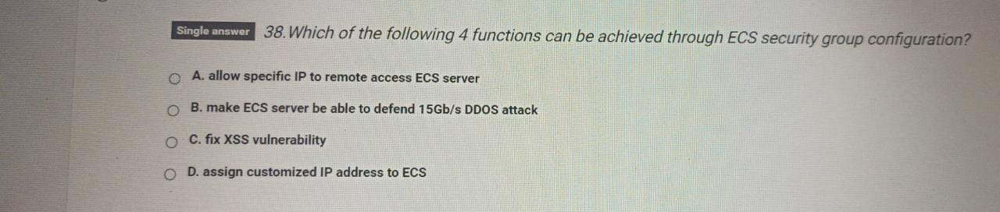 Single answer 38. Which of the following 4 functions can be achieved through ECS security group configuration?
A. allow specific IP to remote access ECS server
B. make ECS server be able to defend 15Gb/s DDOS attack
C. fix XSS vulnerability
D. assign customized IP address to ECS